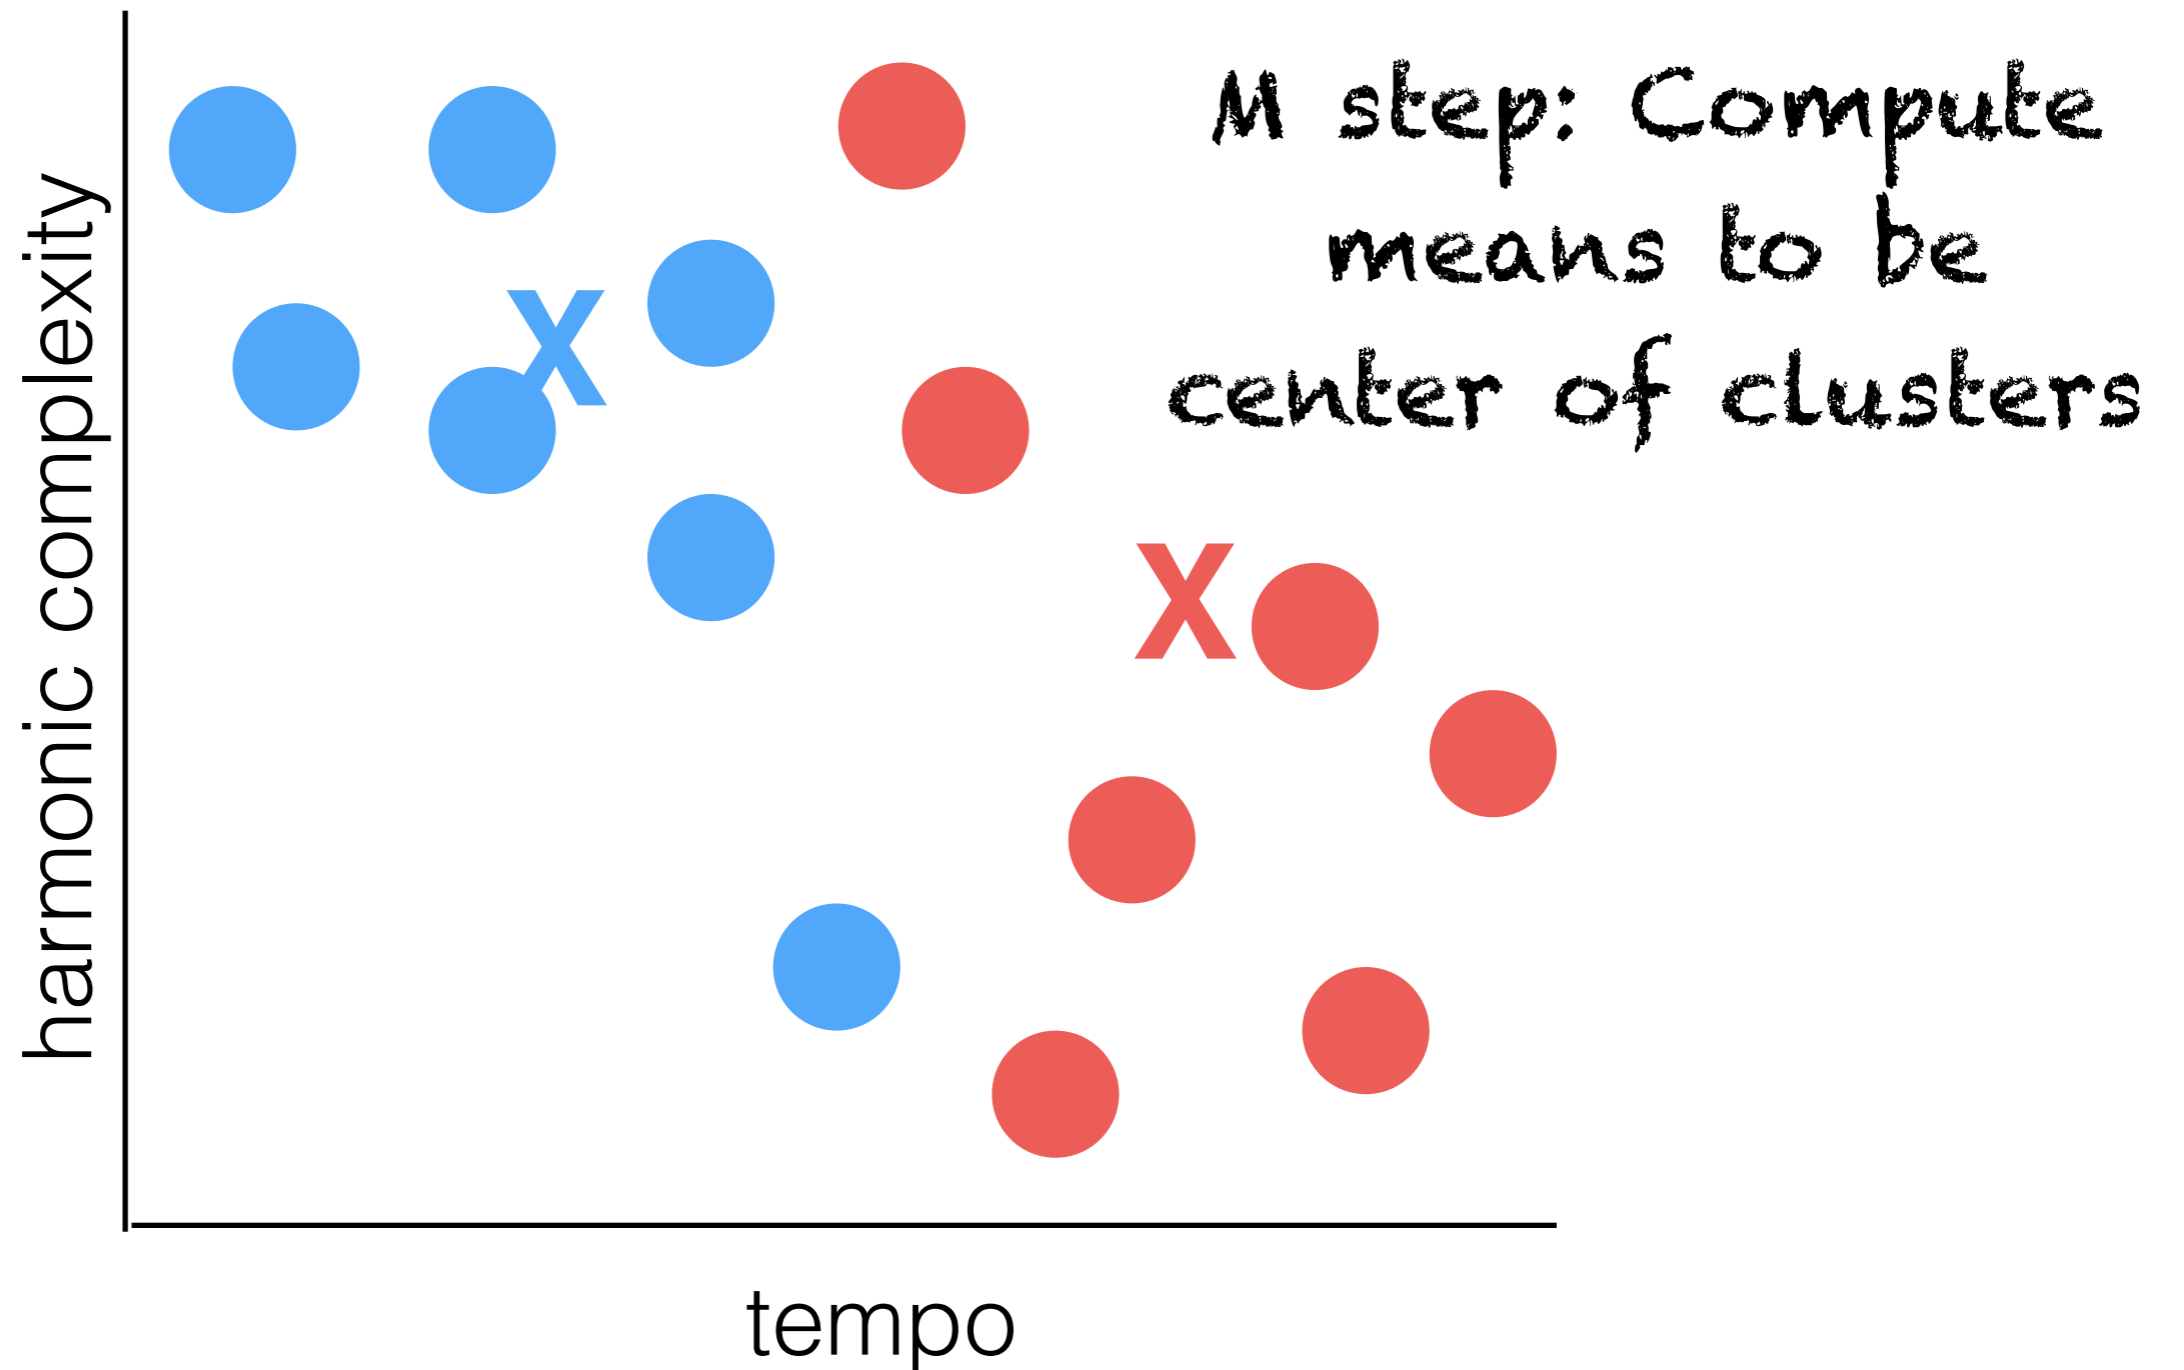 M step: Compute
means to be
center of clusters
harmonic complexity
X
X
tempo